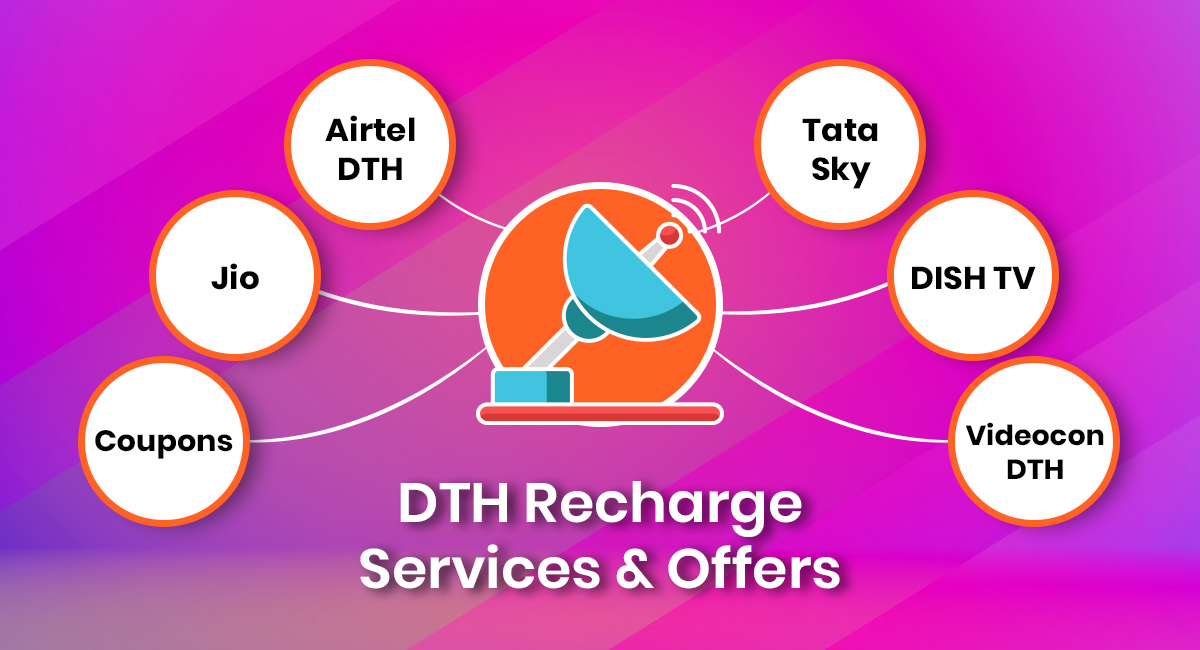 Airtel
DTH
Tata
Sky
Jio
DISH TV
Coupons
Videocon
DTH
DTH Recharge
Services & Offers